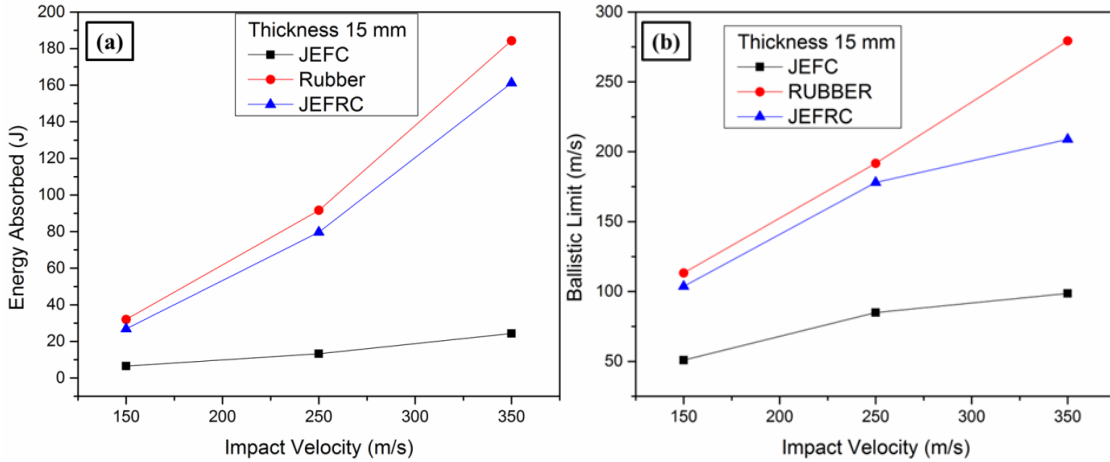 (a)
Thickness 15 mm
JEFC
Rubber
JEFRC
Energy Absorbed (J)
200
180
160
140
120
100
80
60
40
20
0
150 200 250 300 350
Impact Velocity (m/s)
(b)
Thickness 15 mm
JEFC
RUBBER
JEFRC
Ballistic Limit (m/s)
300
250
200
150
100
50
150 200 250 300 350
Impact Velocity (m/s)